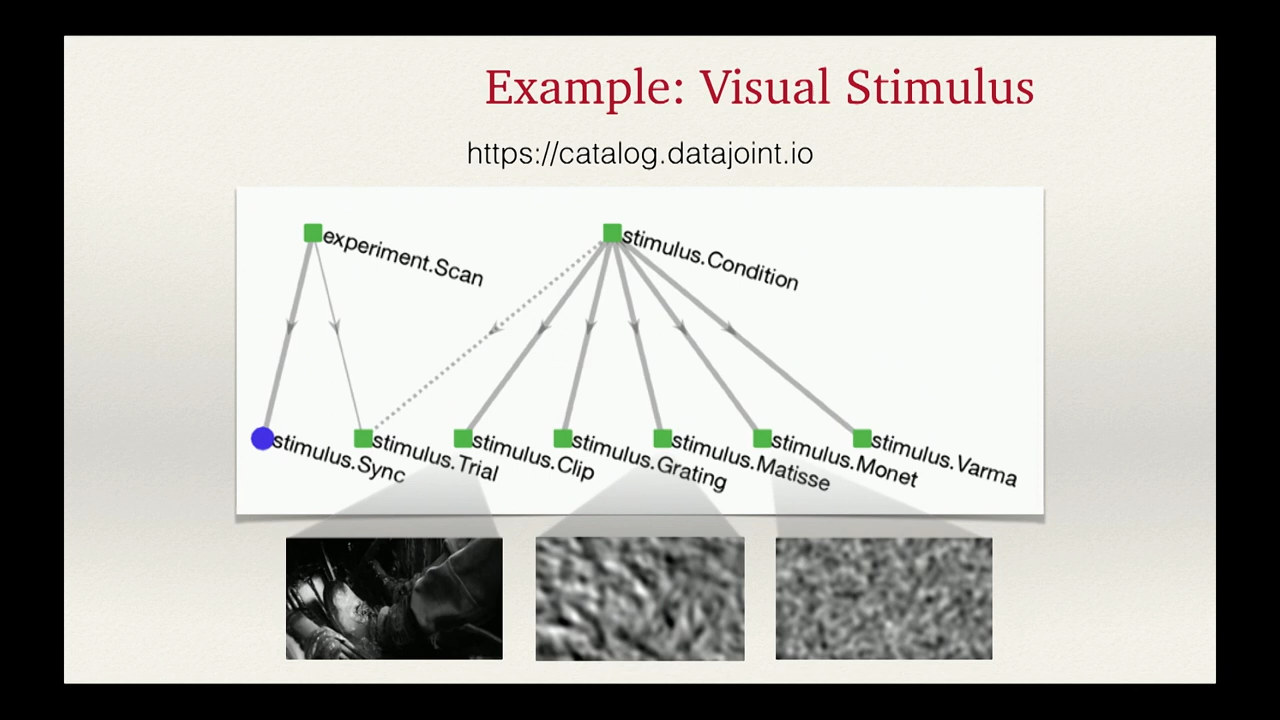 Example: Visual Stimulus
https://catalog.datajoint.io
experiment.Scan
stimulus.Condition
stimulus.Sync
stimulus.Trial
stimulus.Clip
stimulus.Grating
stimulus.Matisse
stimulus.Monet
stimulus.Varma